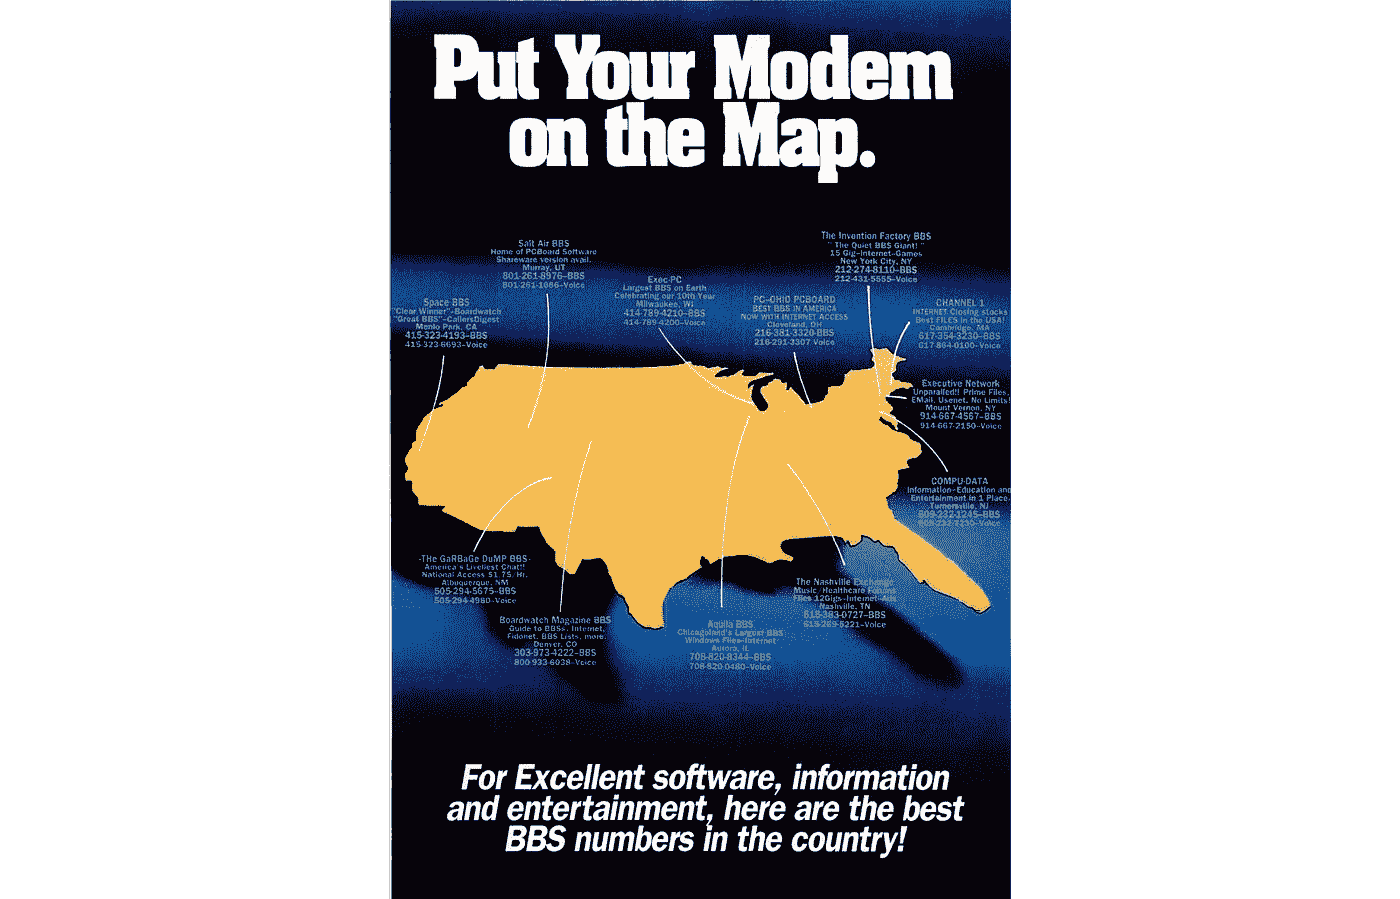 Put Your Modem
on the Map.
The Invention Factory BBS
"The Quiet BBS Giant!"
15 Gig-Internet-Games
New York City, NY
212-274-8110-BBS
212-431-5555-Voice
Salt Air BBS
Home of PCBoard Software
Shareware version avail.
Murray, UT
801-261-8976-BBS
801-261-1686-Voice
Exec-PC
Largest BBS on Earth
Celebrating our 10th Year
Milwaukee, WI
414-789-4210-BBS
414-789-4200-Voice
PC-OHIO PCBOARD
BEST BBS IN AMERICA
NOW WITH INTERNET ACCESS
Cleveland, OH
216-381-3320-BBS
216-291-3307 Voice
Space BBS
"Clear Winner"-Boardwatch
"Great BBS"-CallersDigest
Menlo Park, CA
415-323-4193-BBS
415-323-6693-Voice
CHANNEL 1
INTERNET Closing stocks
Best FILES in the USA!
Cambridge, MA
617-354-3230-BBS
617-864-0100-Voice
Executive Network
Unparalled!! Prime Files,
EMail, Usenet, No Limits!
Mount Vernon, NY
914-667-4567-BBS
914-667-2150-Voice
COMPU-DATA
Information-Education and
Entertainment in 1 Place.
Turnersville, NJ
609-232-1245-BBS
-Voice
-THe GaRBaGe DuMP BBS-
America's Liveliest Chat!!
National Access $1.75/Hr.
Albuquerque, NM
505-294-5675-BBS
505-294-4980-Voice
Boardwatch Magazine BBS
Guide to BBSs, Internet,
Fidonet, BBS Lists, more.
Denver, CO
303-973-4222-BBS
800-933-6038-Voice
Aquila BBS
Chicagoland's Largest BBS
Windows Files-Internet
Aurora, IL
708-820-8344-BBS
708-820-0480-Voice
The Nashville Exchange
Music/Healthcare Forums
Files 12Gigs-Internet-Ads
Nashville, TN
615-383-0727-BBS
-Voice
For Excellent software, information
and entertainment, here are the best
BBS numbers in the country!